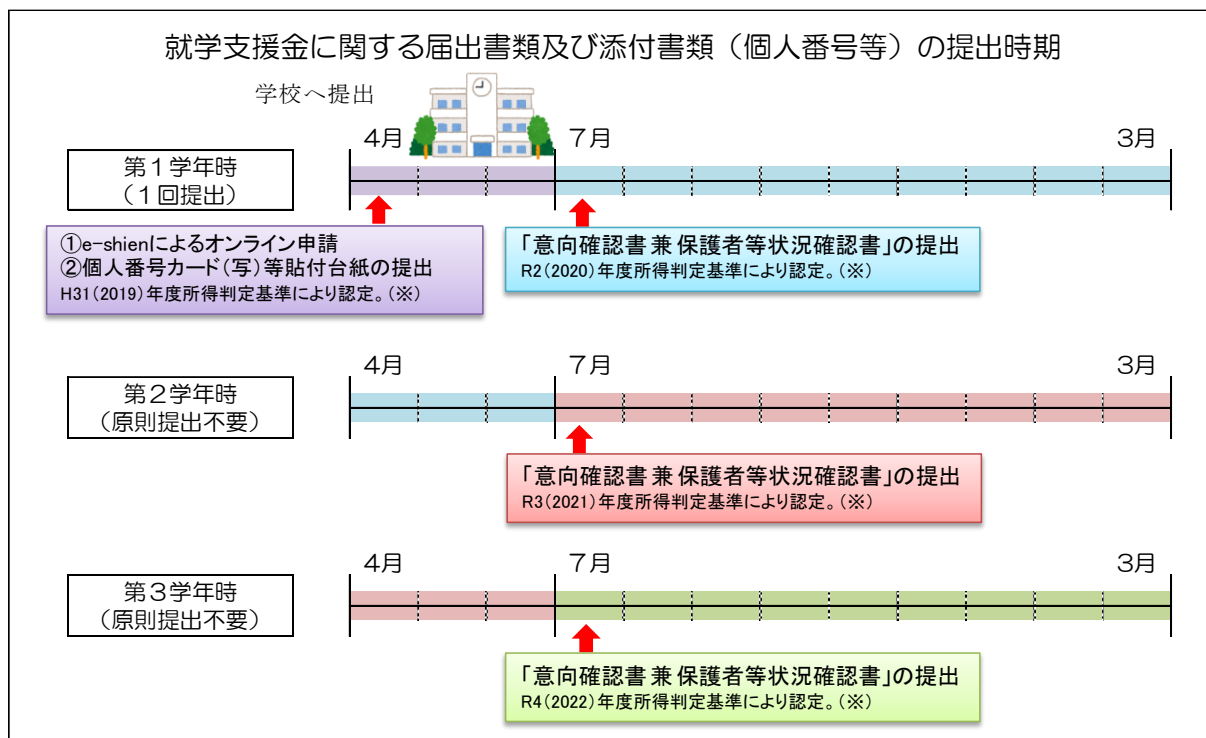 就学支援金に関する届出書類及び添付書類（個人番号等）の提出時期
学校へ提出
4月
7月
3月
第1学年時
（1回提出）
①e-shienによるオンライン申請
②個人番号カード（写）等貼付台紙の提出
H31（2019）年度所得判定基準により認定。（※）
「意向確認書 兼 保護者等状況確認書」の提出
R2（2020）年度所得判定基準により認定。（※）
4月
7月
3月
第2学年時
（原則提出不要）
「意向確認書 兼 保護者等状況確認書」の提出
R3（2021）年度所得判定基準により認定。（※）
4月
7月
3月
第3学年時
（原則提出不要）
「意向確認書 兼 保護者等状況確認書」の提出
R4（2022）年度所得判定基準により認定。（※）